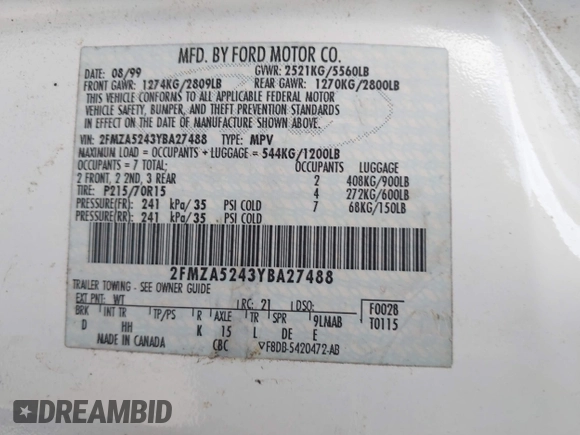 MFD. BY FORD MOTOR CO.
DATE: 08/99 GVWR: 2521KG/5560LB
FRONT GAWR: 1274KG/2809LB REAR GAWR: 1270KG/2800LB
THIS VEHICLE CONFORMS TO ALL APPLICABLE FEDERAL MOTOR
VEHICLE SAFETY, BUMPER, AND THEFT PREVENTION STANDARDS
IN EFFECT ON THE DATE OF MANUFACTURE SHOWN ABOVE.
VIN: 2FMZA5243YBA27488 TYPE: MPV
MAXIMUM LOAD = OCCUPANTS + LUGGAGE = 544KG/1200LB
OCCUPANTS = 7 TOTAL: OCCUPANTS LUGGAGE
2 FRONT, 2 2ND, 3 REAR 2 408KG/900LB
TIRE: P215/70R15 4 272KG/600LB
PRESSURE(FR): 241 kPa/35 PSI COLD 7 68KG/150LB
PRESSURE(RR): 241 kPa/35 PSI COLD
2FMZA5243YBA27488
TRAILER TOWING - SEE OWNER GUIDE
EXT PNT: WT RC: 21 DSO: F0028
BRK INT TR TP/PS R AXLE TR SPR 9LMAB T0115
D HH K 15 L DE E
MADE IN CANADA CBC F8DB-5420472-AB
DREAMBID